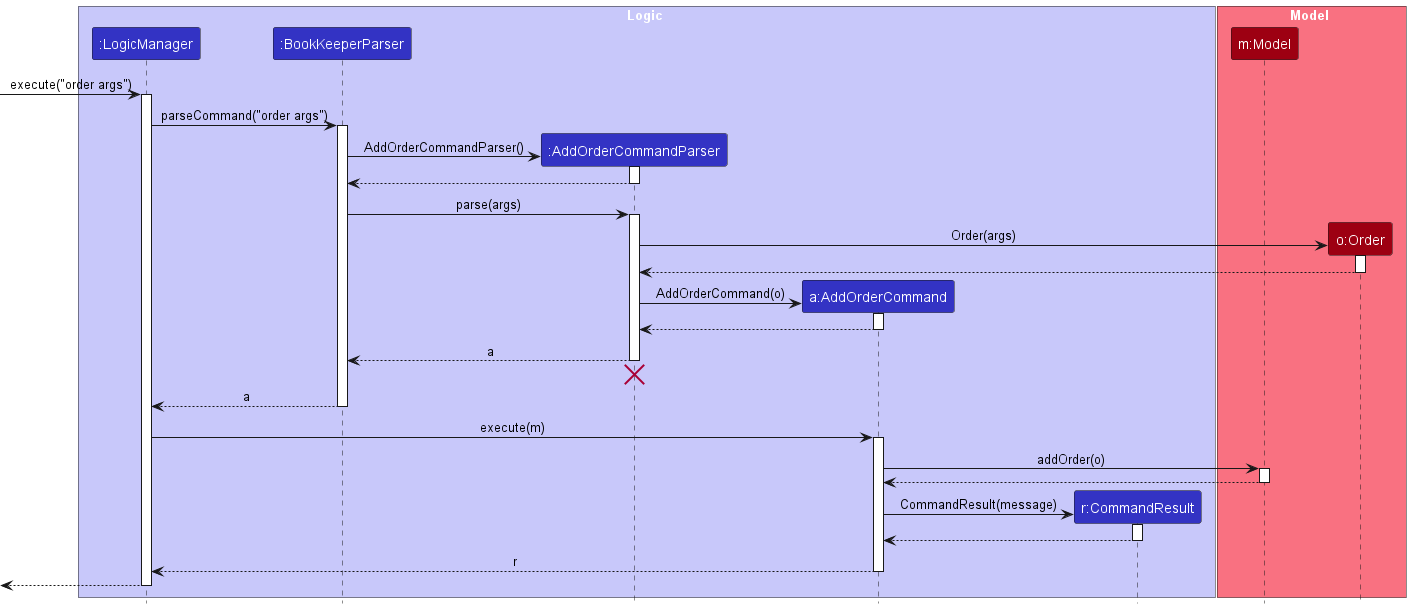 Logic
Model
:LogicManager
:BookKeeperParser
m:Model
execute("order args")
parseCommand("order args")
AddOrderCommandParser()
:AddOrderCommandParser
parse(args)
Order(args)
o:Order
AddOrderCommand(o)
a:AddOrderCommand
a
a
execute(m)
addOrder(o)
CommandResult(message)
r:CommandResult
r